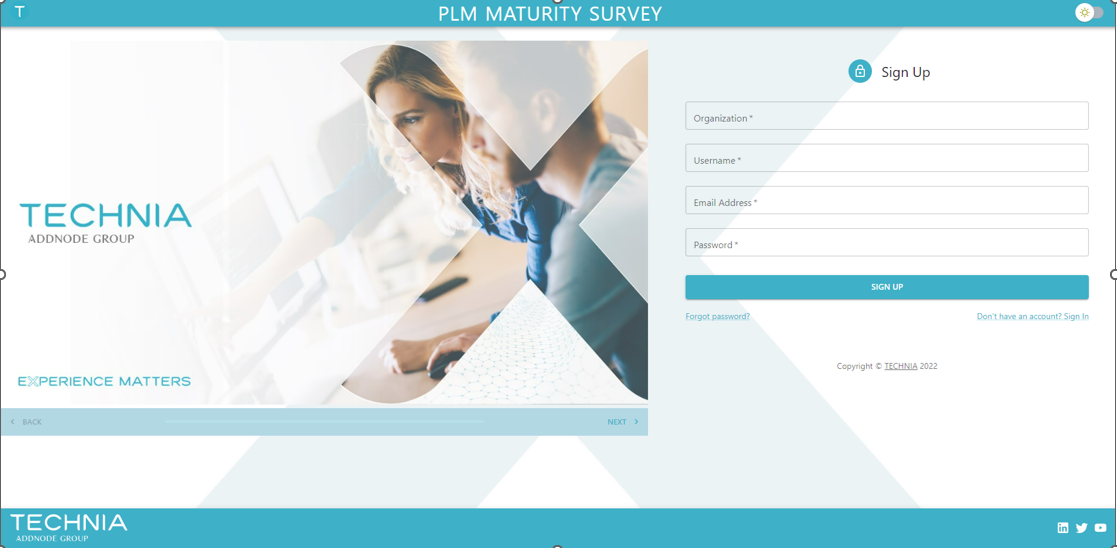 T
PLM MATURITY SURVEY
TECHNIA
ADDNODE GROUP
EXPERIENCE MATTERS
BACK
NEXT
Sign Up
Organization *
Username *
Email Address *
Password *
SIGN UP
Forgot password?
Don't have an account? Sign In
Copyright © TECHNIA 2022
TECHNIA
ADDNODE GROUP